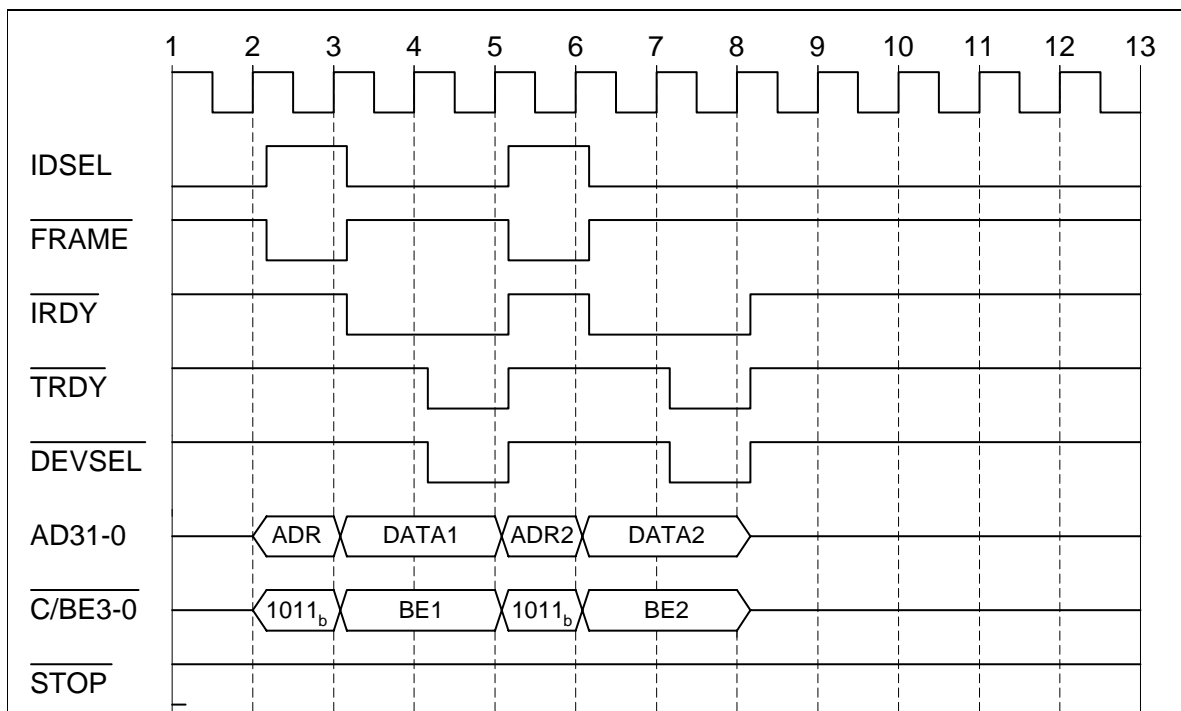 1 2 3 4 5 6 7 8 9 10 11 12 13
IDSEL
FRAME
IRDY
TRDY
DEVSEL
AD31-0 ADR DATA1 ADR2 DATA2
C/BE3-0 1011b BE1 1011b BE2
STOP